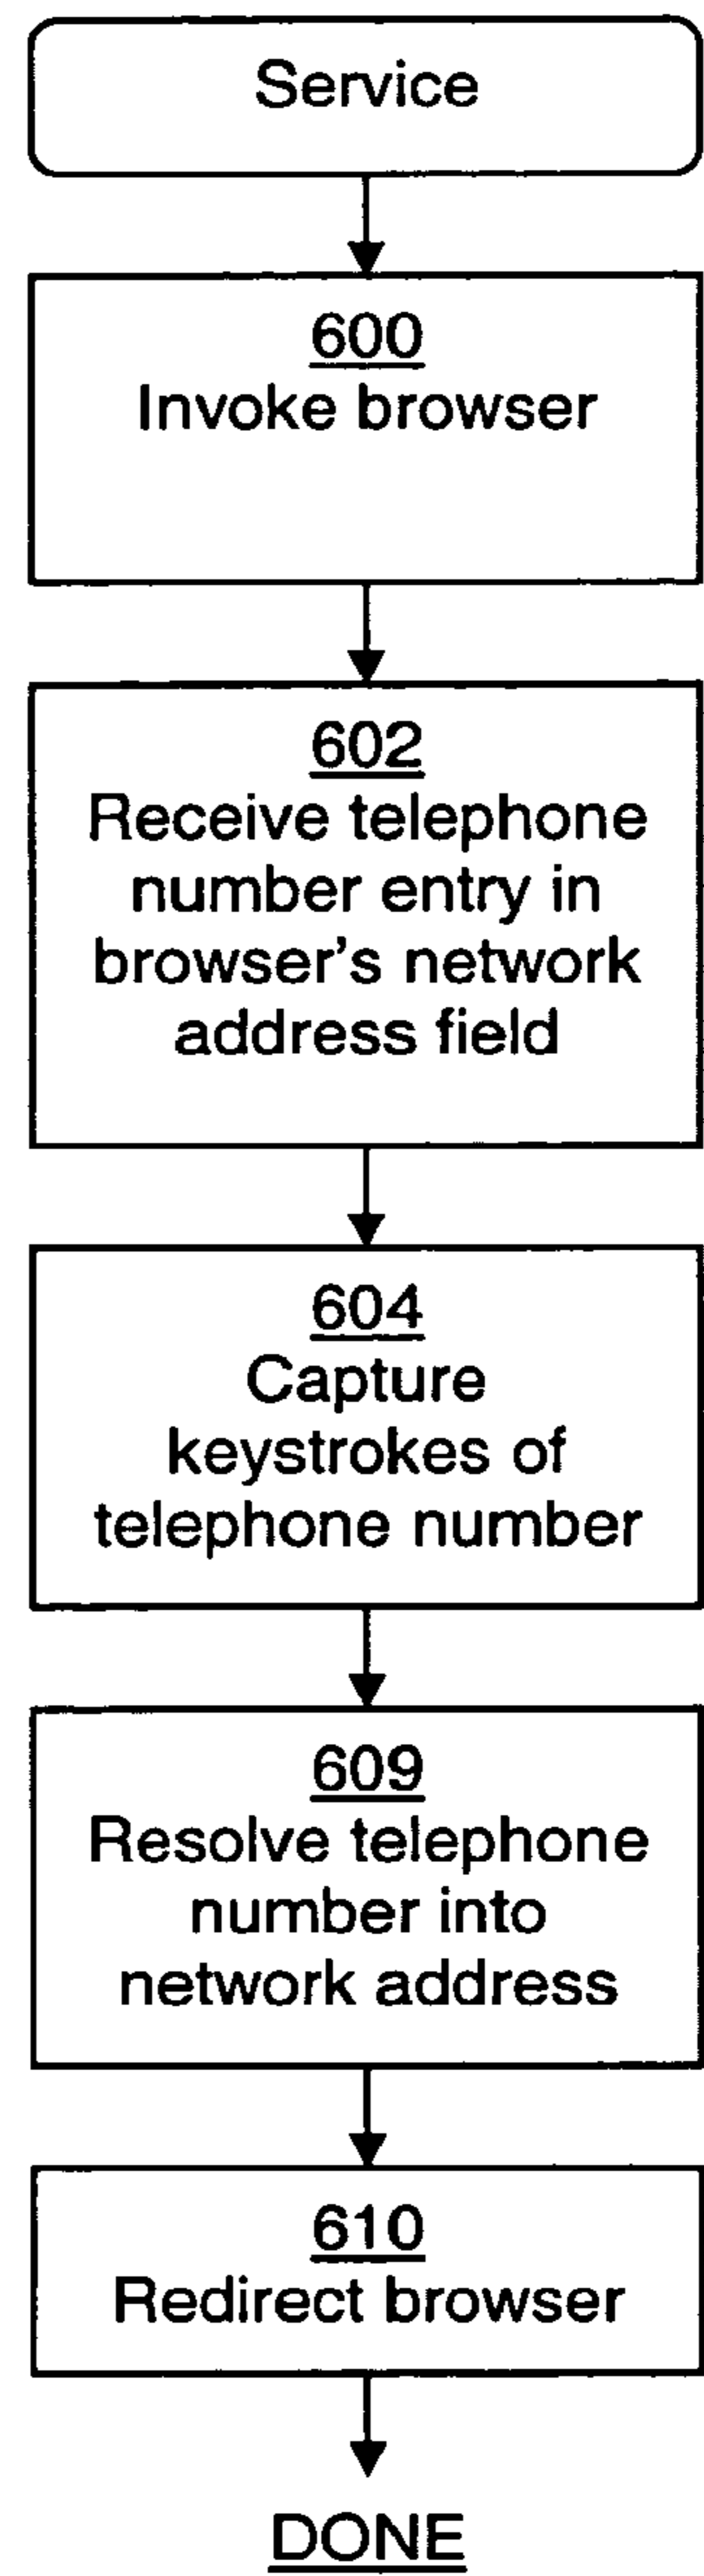 Service
600
Invoke browser
602
Receive telephone
number entry in
browser's network
address field
604
Capture
keystrokes of
telephone number
609
Resolve telephone
number into
network address
610
Redirect browser
DONE